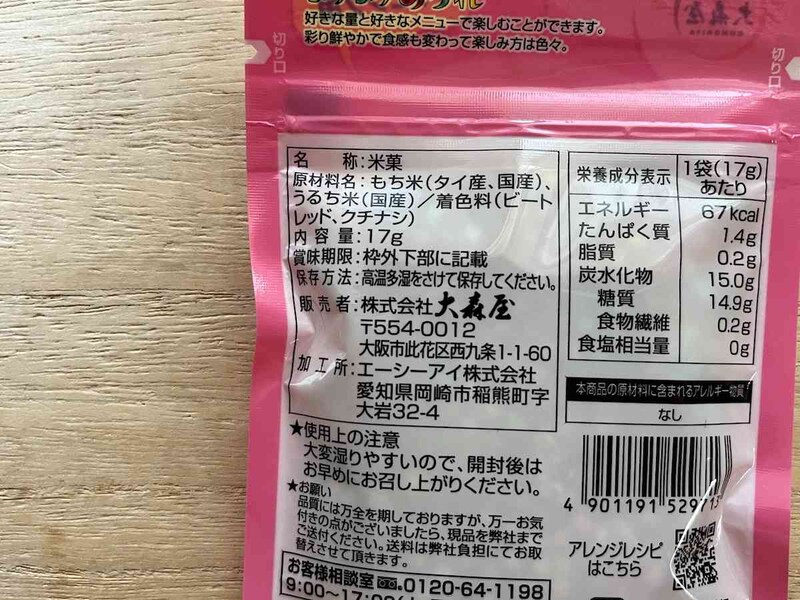 好きな量と好きなメニューで楽しむことができます。
彩り鮮やかで食感も変わって楽しみ方は色々。
大森屋
切り口
切り口
名 称:米菓
原材料名:もち米(タイ産、国産)、
うるち米(国産)/着色料(ビート
レッド、クチナシ)
内容量:17g
賞味期限:枠外下部に記載
保存方法:高温多湿をさけて保存してください。
販売者:株式会社大森屋
〒554-0012
大阪市此花区西九条1-1-60
加工所:エーシーアイ株式会社
愛知県岡崎市稲熊町字
大岩32-4
栄養成分表示 1袋(17g)あたり
エネルギー 67kcal
たんぱく質 1.4g
脂質 0.2g
炭水化物 15.0g
糖質 14.9g
食物繊維 0.2g
食塩相当量 0g
本商品の原材料に含まれるアレルギー物質
なし
★使用上の注意
大変湿りやすいので、開封後は
お早めにお召し上がりください。
★お願い
品質には万全を期しておりますが、万一お気
付きの点がございましたら、現品を弊社まで
ご送付ください。送料は弊社負担にてお取
替えさせて頂きます。
お客様相談室 0120-64-1198
4 901191 529713
アレンジレシピ
はこちら